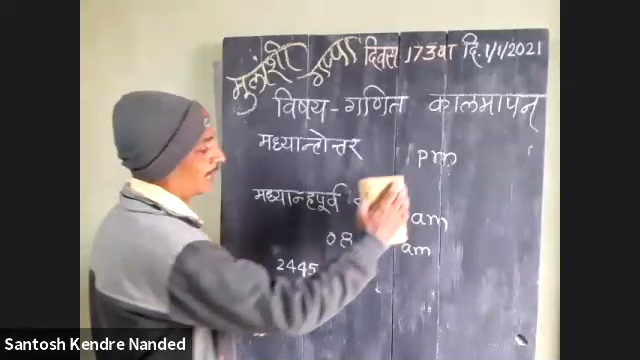 मुलांशी गप्पा दिवस 173वा दि. 1/1/2021
विषय - गणित कालमापन
मध्यान्होत्तर pm
मध्यान्हपूर्व am
08 am
2445
Santosh Kendre Nanded